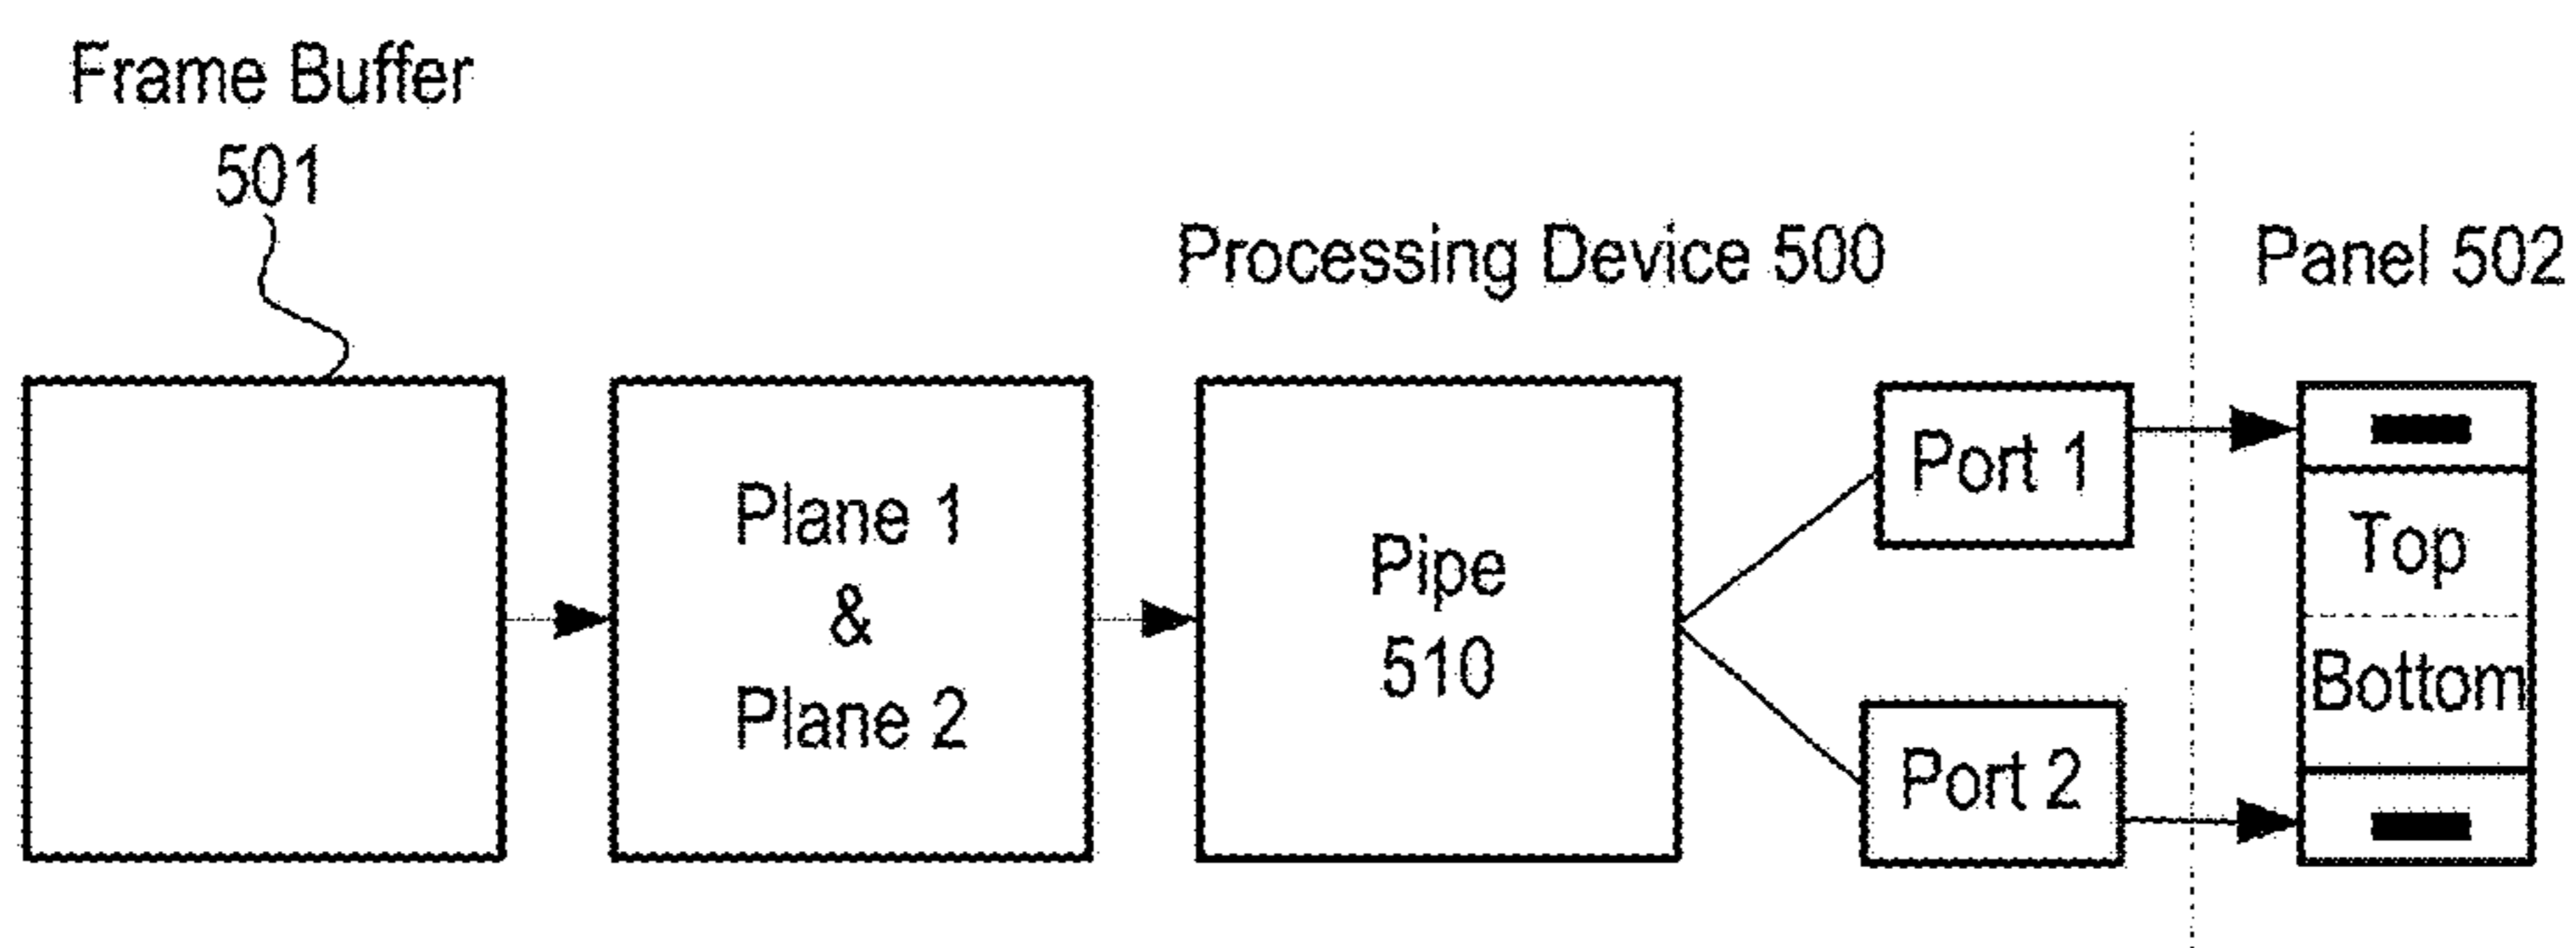 Frame Buffer
501
Processing Device 500
Panel 502
Plane 1
&
Plane 2
Pipe
510
Port 1
Port 2
Top
Bottom